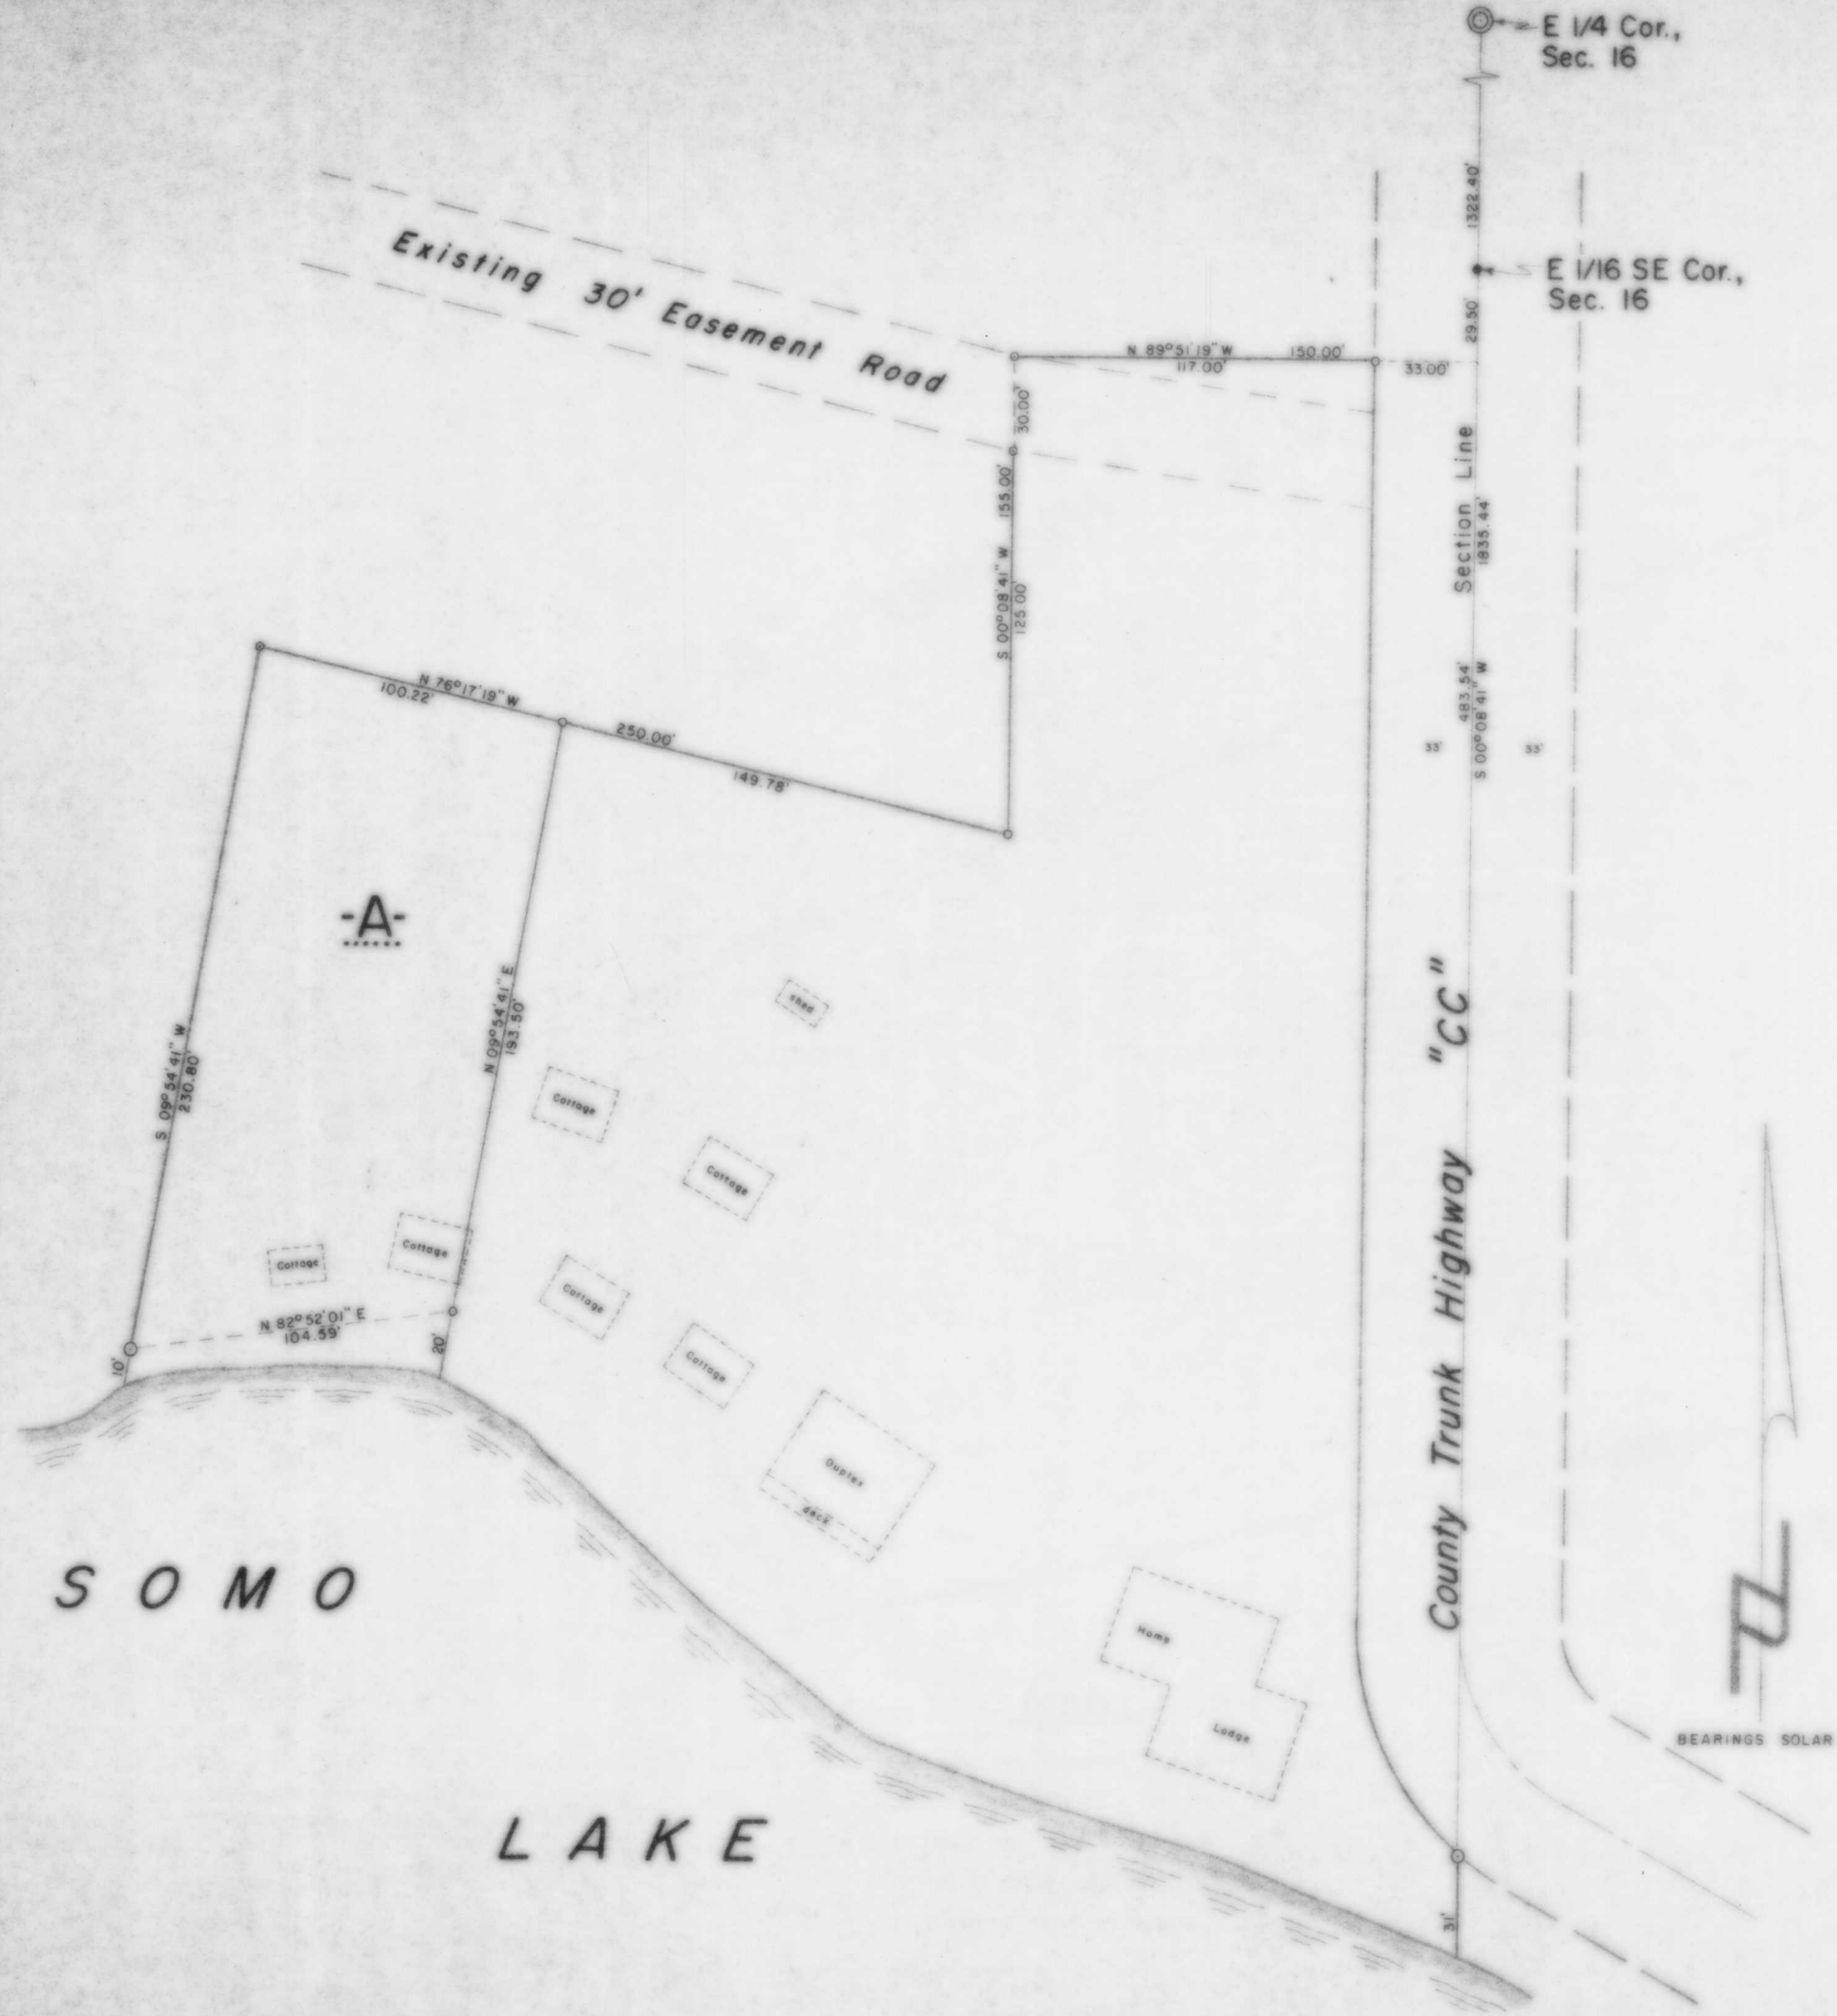 E 1/4 Cor.,
Sec. 16
1322.40'
E 1/16 SE Cor.,
Sec. 16
29.50'
Existing 30' Easement Road
N 89°51'19" W 150.00'
117.00'
33.00'
30.00'
S 00°08'41" W 155.00'
125.00'
Section Line
1835.44'
483.54'
S 00°08'41" W
33'
33'
N 76°17'19" W
100.22'
250.00'
149.78'
-A-
S 09°54'41" W
230.80'
N 09°54'41" E
193.50'
shed
Cottage
Cottage
Cottage
Cottage
Cottage
Cottage
N 82°52'01" E
104.59'
10'
20'
Duplex
deck
County Trunk Highway "CC"
SOMO
LAKE
Home
Lodge
31'
N
BEARINGS SOLAR